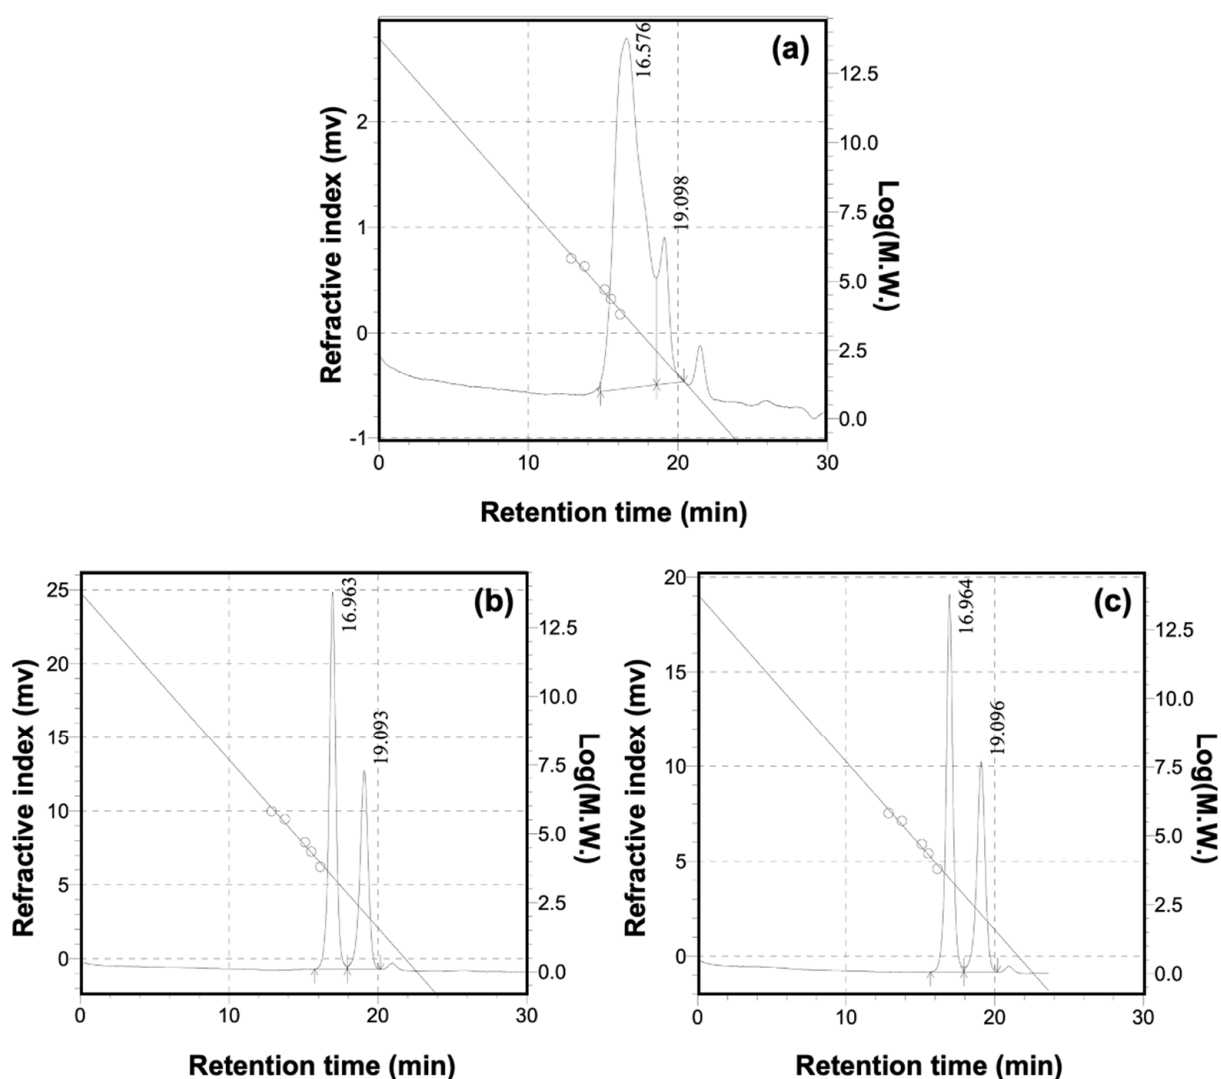 (a)
16.576
19.098
Refractive index (mv)
2
1
0
-1
12.5
10.0
7.5
5.0
2.5
0.0
Log(M.W.)
0 10 20 30
Retention time (min)
(b)
16.963
19.093
Refractive index (mv)
25
20
15
10
5
0
12.5
10.0
7.5
5.0
2.5
0.0
Log(M.W.)
0 10 20 30
Retention time (min)
(c)
16.964
19.096
Refractive index (mv)
20
15
10
5
0
12.5
10.0
7.5
5.0
2.5
0.0
Log(M.W.)
0 10 20 30
Retention time (min)